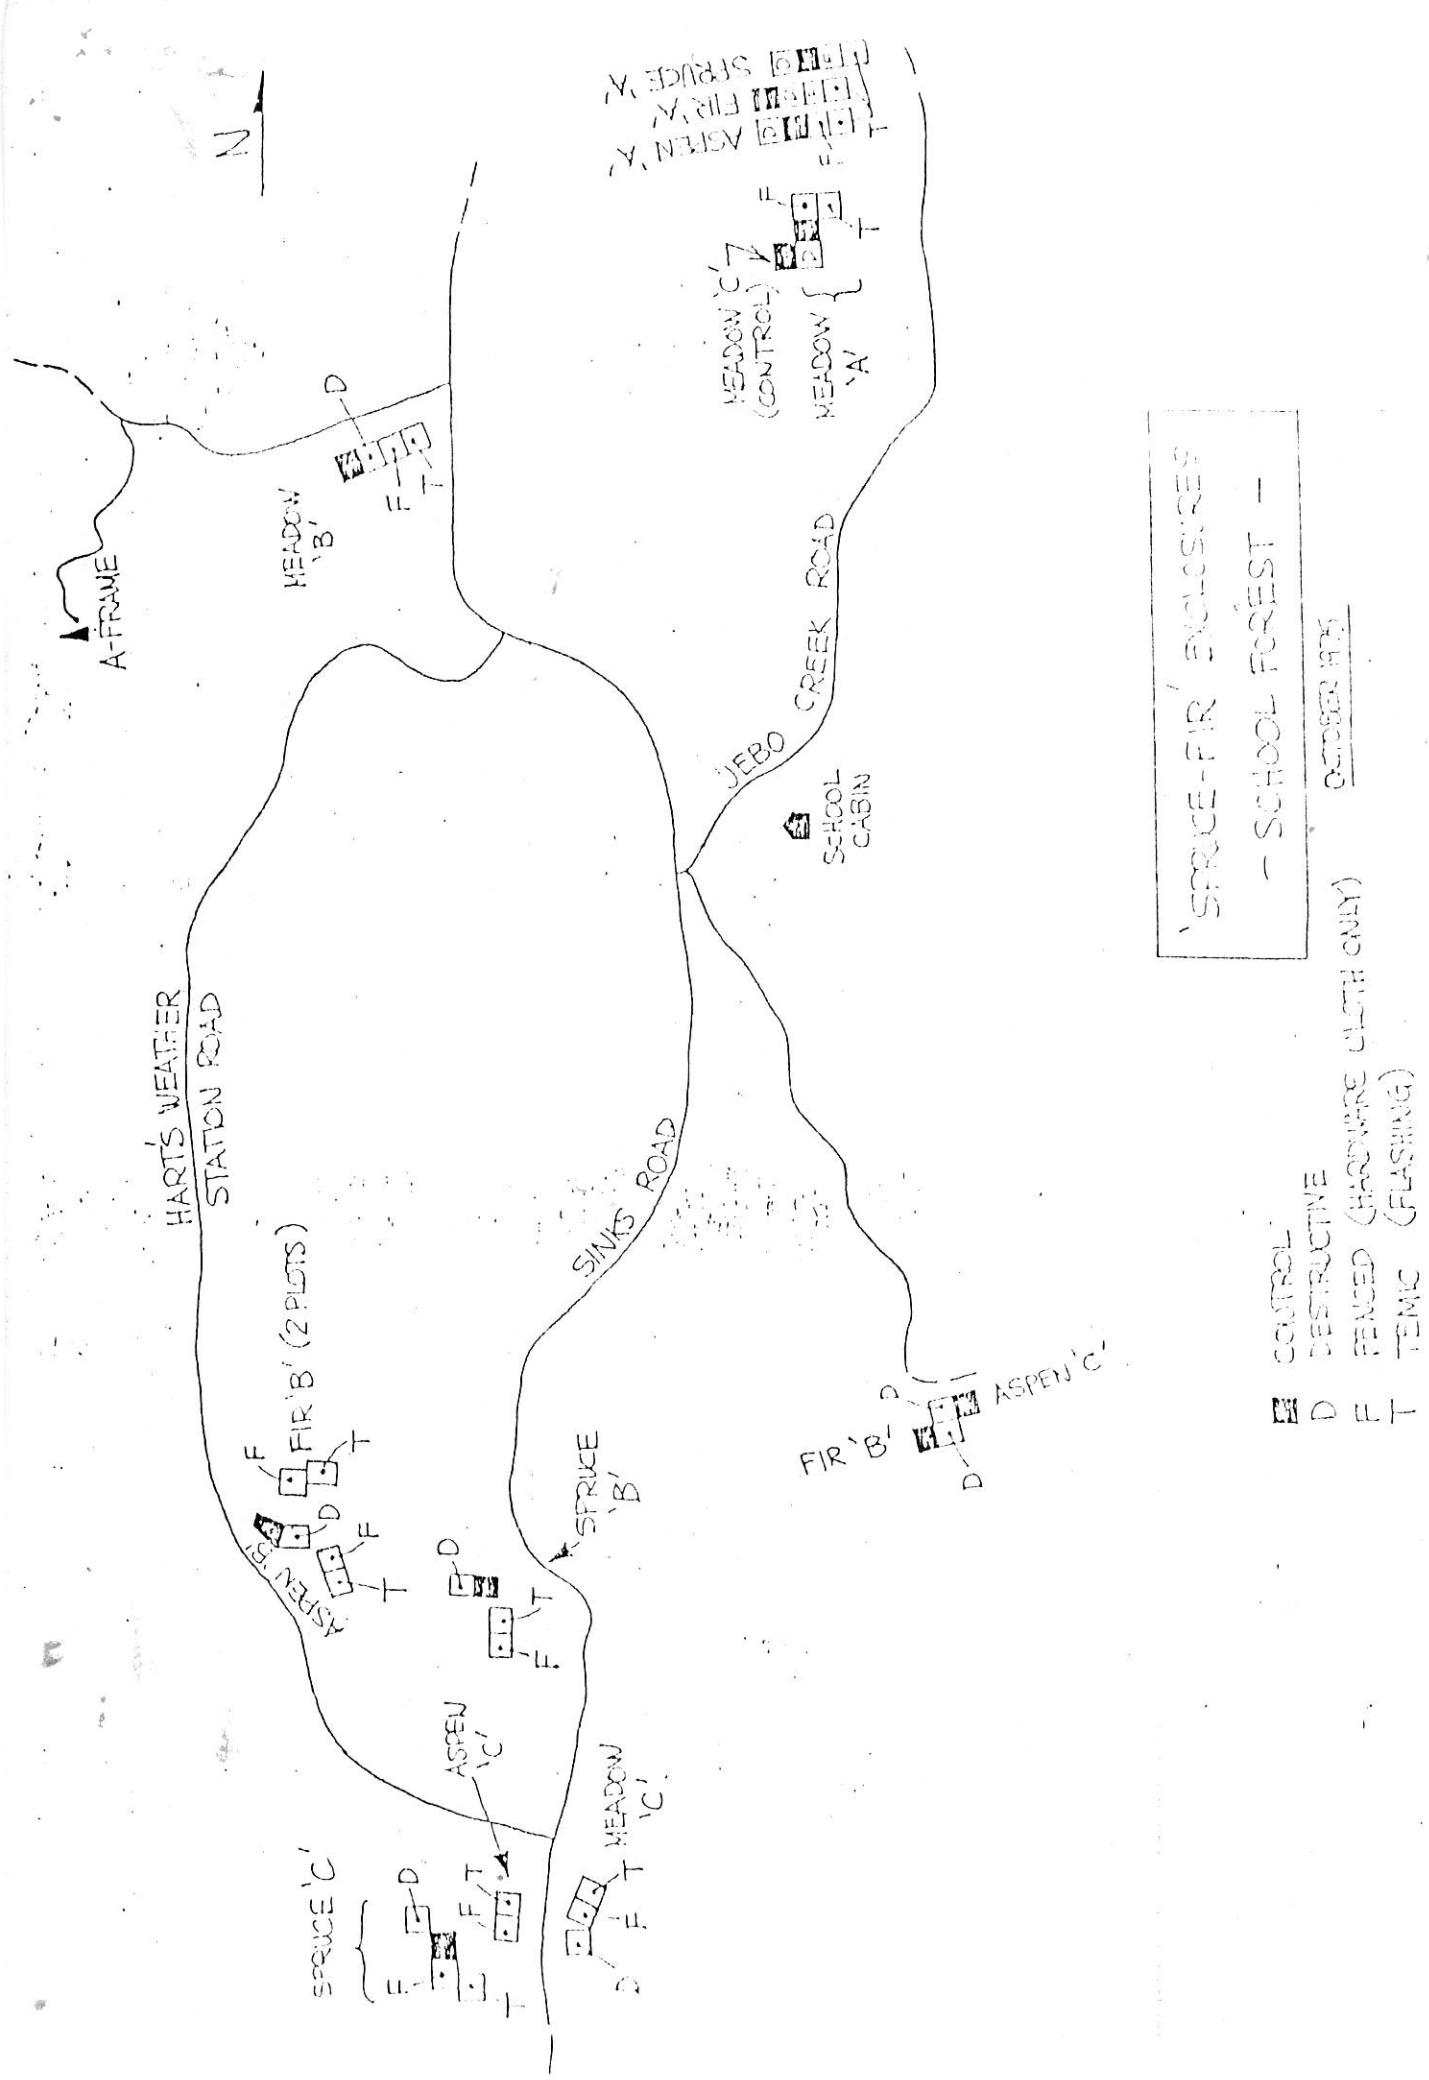 N
A-FRAME
MEADOW
'B'
D
F
T
HART'S WEATHER
STATION ROAD
SINKS ROAD
JEBO CREEK ROAD
SCHOOL
CABIN
SPRUCE 'A'
D
FIR 'A'
ASPEN 'A'
D
F
T
MEADOW 'C'
(CONTROL)
MEADOW
'A'
F
D
T
FIR 'B' (2 PLOTS)
F
T
ASPEN 'B'
D
F
T
SPRUCE
'B'
D
T
F
ASPEN
'C'
F
T
SPRUCE 'C'
D
F
T
MEADOW
'C'
D
F
T
FIR 'B'
D
D
ASPEN 'C'
'SPRUCE-FIR' EXCLOSURES
- SCHOOL FOREST -
OCTOBER 1975
CONTROL
D DESTRUCTIVE
F FENCED (HARDWARE CLOTH ONLY)
T TEMIC (FLASHING)